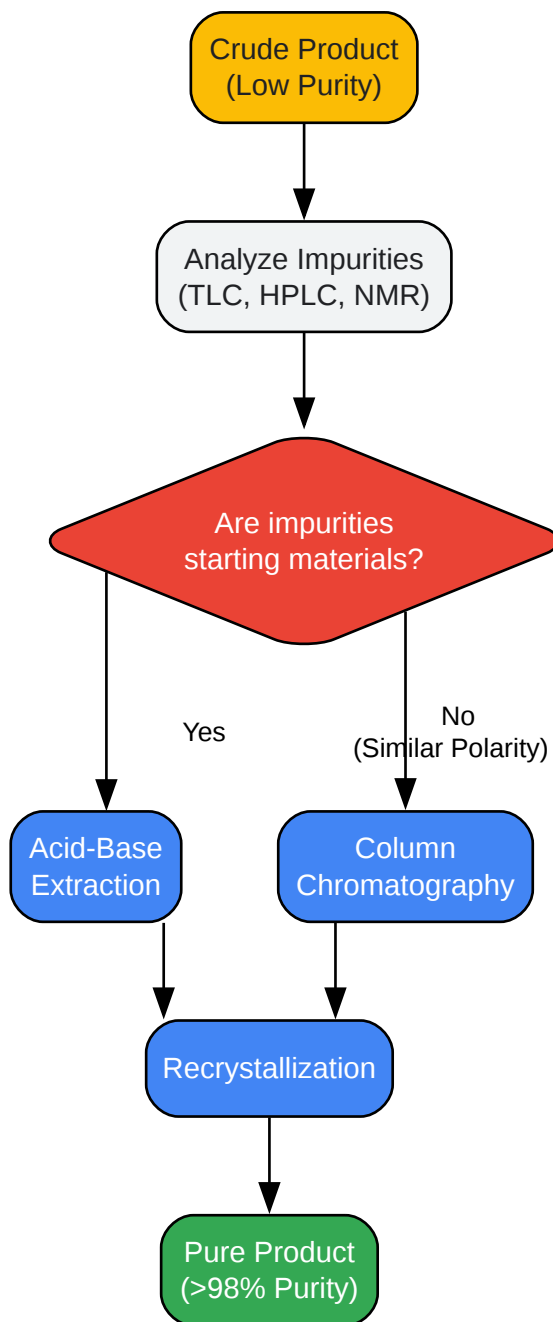 Crude Product
(Low Purity)
Analyze Impurities
(TLC, HPLC, NMR)
Are impurities
starting materials?
Yes
No
(Similar Polarity)
Acid-Base
Extraction
Column
Chromatography
Recrystallization
Pure Product
(>98% Purity)